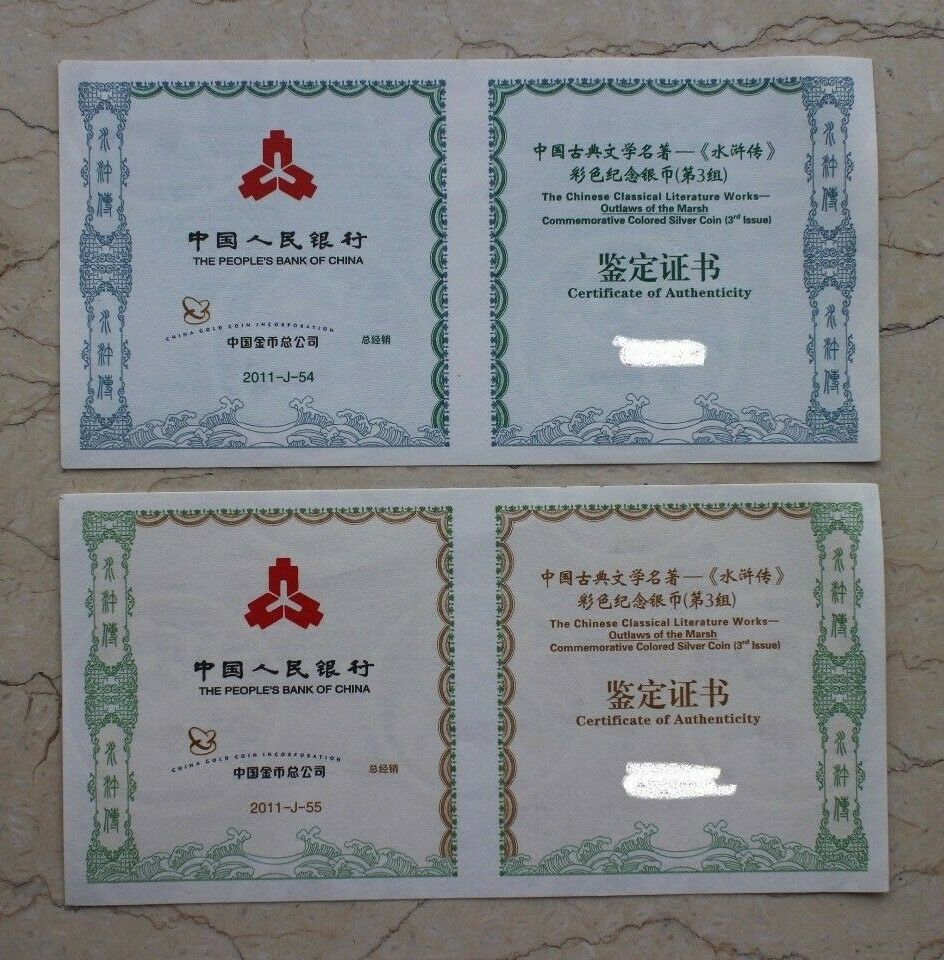 中国人民银行
THE PEOPLE'S BANK OF CHINA
CHINA GOLD COIN INCORPORATION
中国金币总公司 总经销
2011-J-54
水浒傳
水浒傳
中国古典文学名著—《水浒传》
彩色纪念银币(第3组)
The Chinese Classical Literature Works—
Outlaws of the Marsh
Commemorative Colored Silver Coin (3rd Issue)
鉴定证书
Certificate of Authenticity
水浒傳
水浒傳
中国人民银行
THE PEOPLE'S BANK OF CHINA
CHINA GOLD COIN INCORPORATION
中国金币总公司 总经销
2011-J-55
水浒傳
水浒傳
中国古典文学名著—《水浒传》
彩色纪念银币(第3组)
The Chinese Classical Literature Works—
Outlaws of the Marsh
Commemorative Colored Silver Coin (3rd Issue)
鉴定证书
Certificate of Authenticity
水浒傳
水浒傳